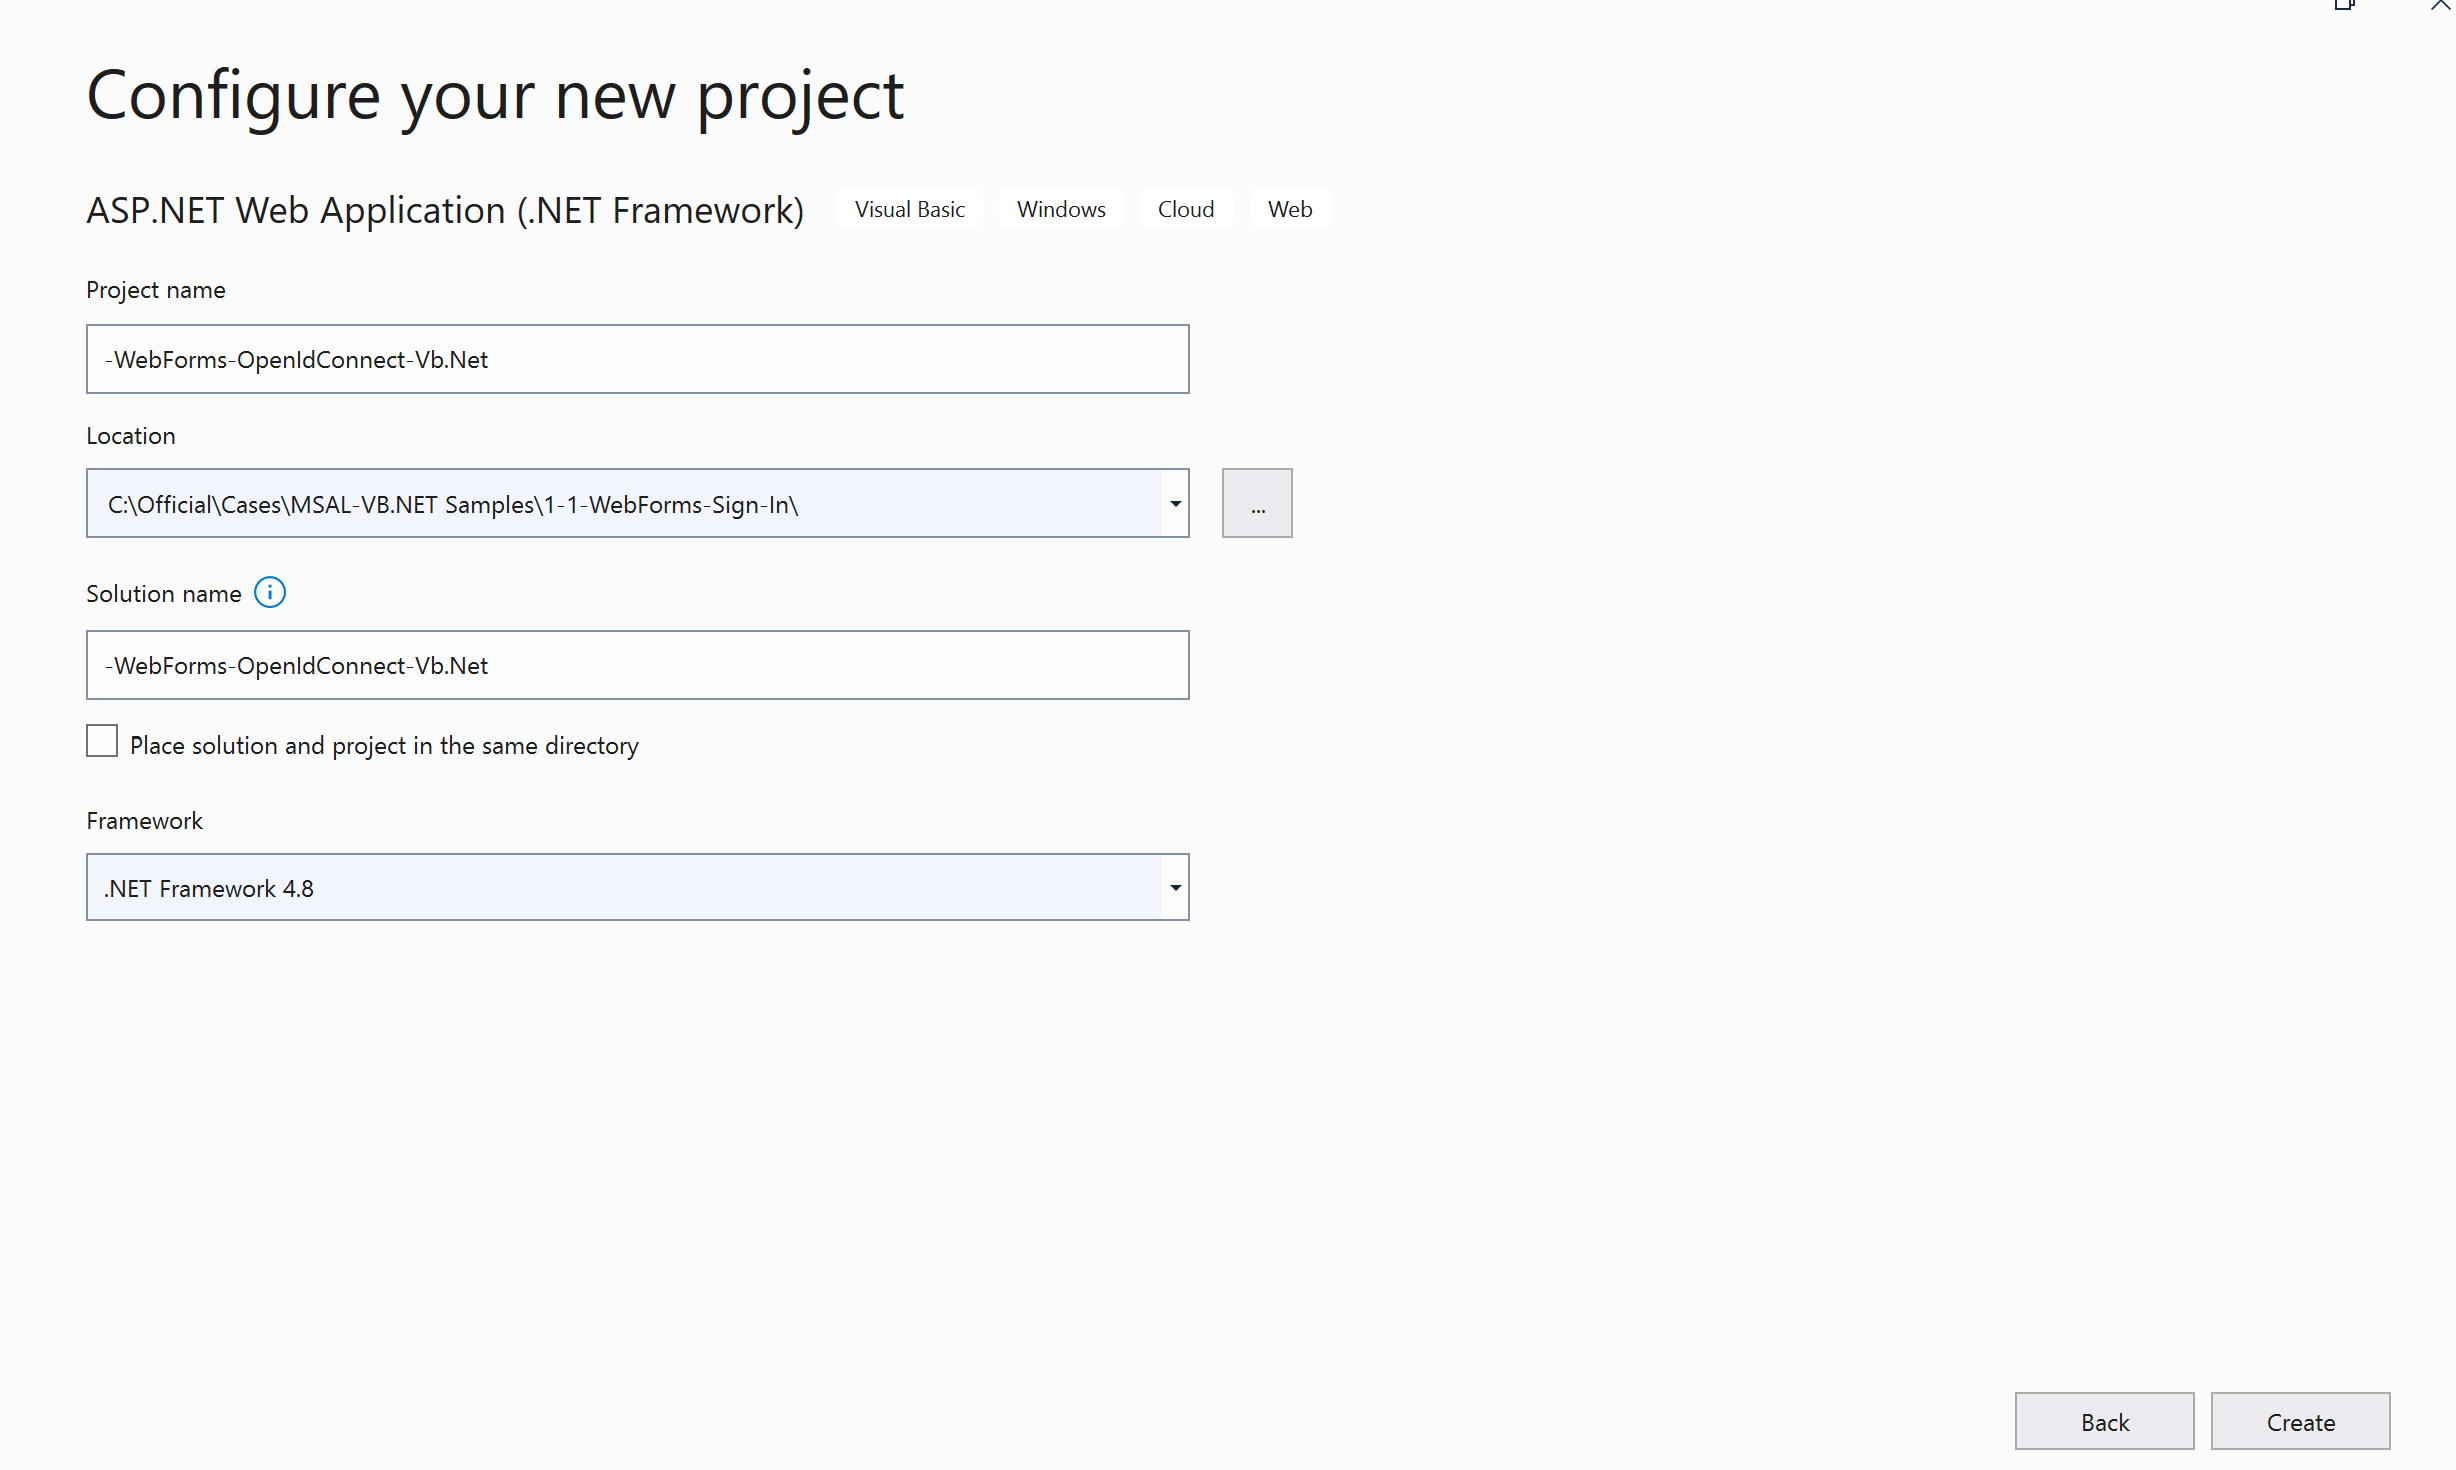 Configure your new project
ASP.NET Web Application (.NET Framework) Visual Basic Windows Cloud Web
Project name
-WebForms-OpenIdConnect-Vb.Net
Location
C:\Official\Cases\MSAL-VB.NET Samples\1-1-WebForms-Sign-In\
...
Solution name
-WebForms-OpenIdConnect-Vb.Net
Place solution and project in the same directory
Framework
.NET Framework 4.8
Back Create